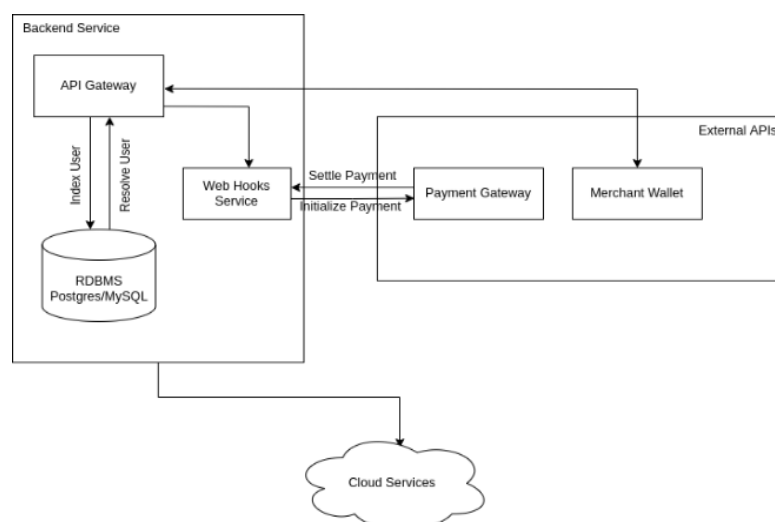 Backend Service
API Gateway
External APIs
Index User
Resolve User
Settle Payment
Web Hooks
Service
Payment Gateway
Merchant Wallet
Initialize Payment
RDBMS
Postgres/MySQL
Cloud Services